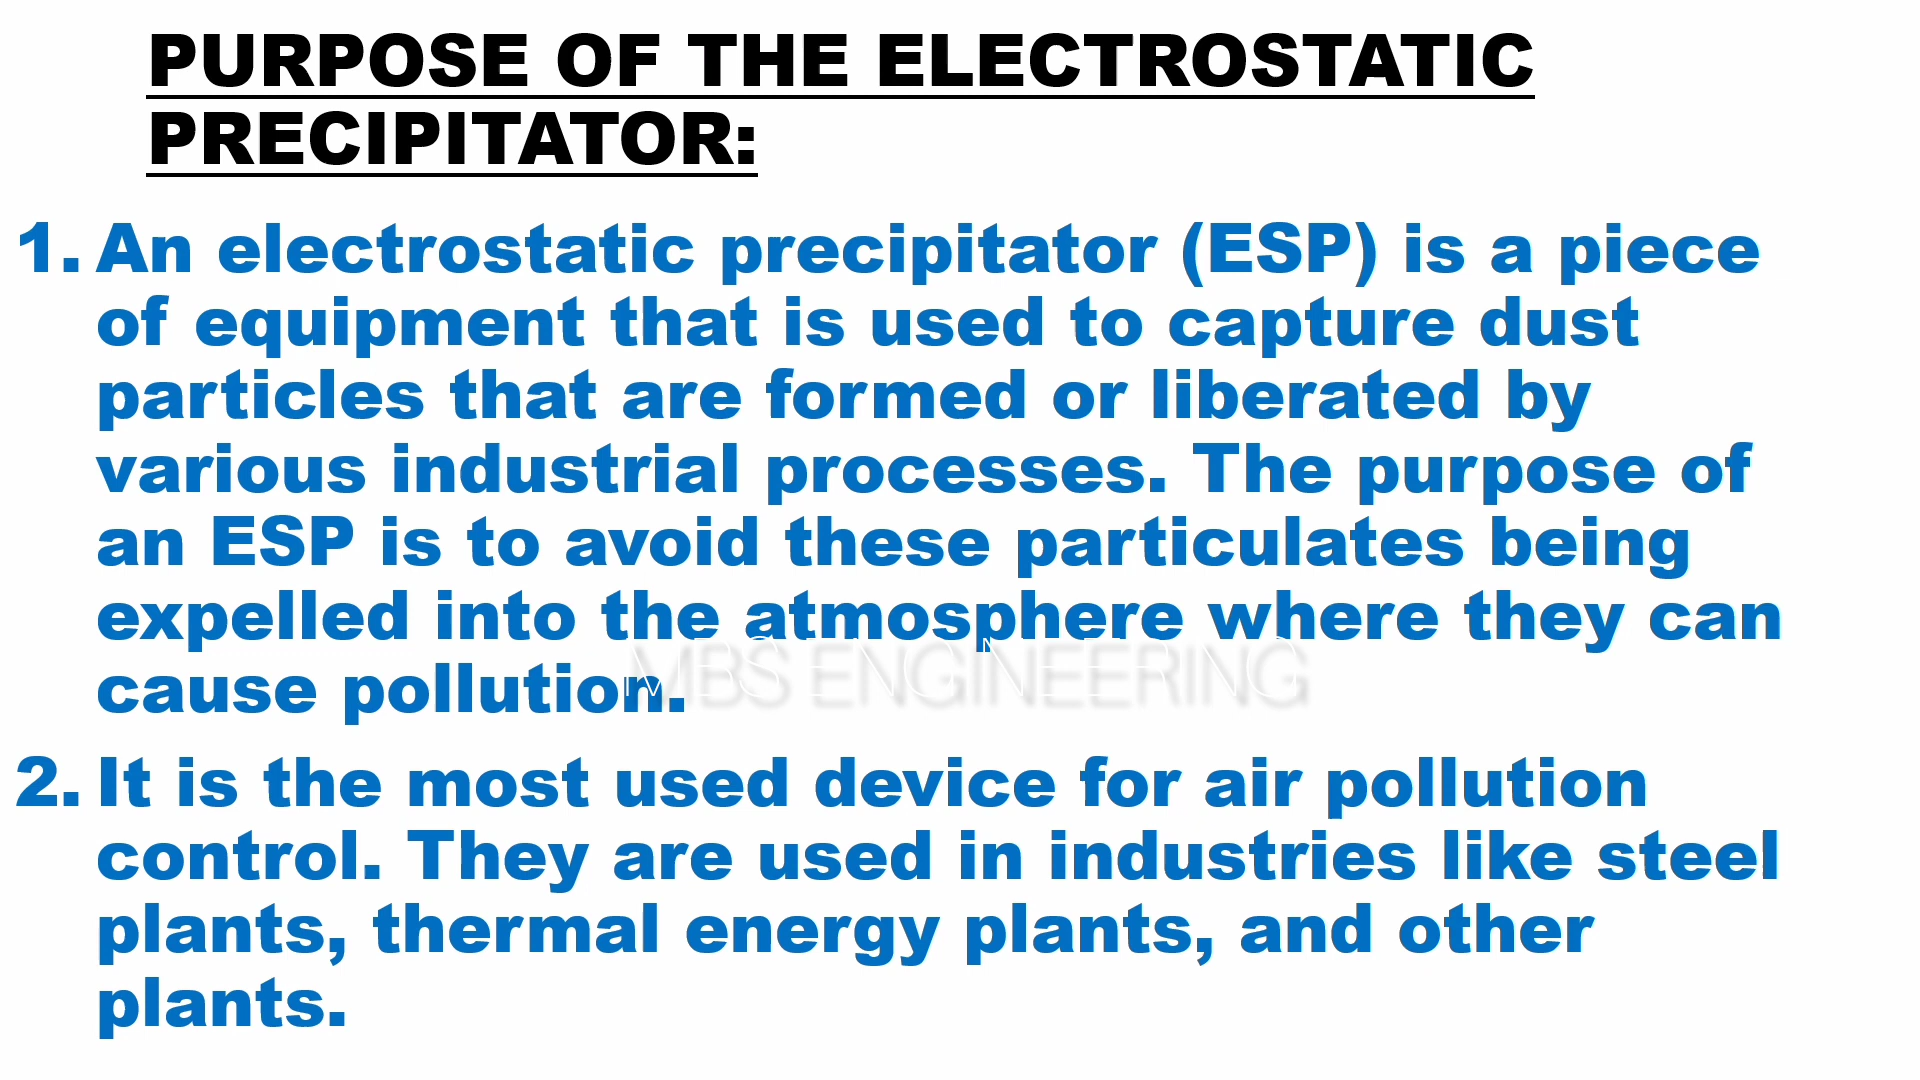 PURPOSE OF THE ELECTROSTATIC
PRECIPITATOR:
1. An electrostatic precipitator (ESP) is a piece
of equipment that is used to capture dust
particles that are formed or liberated by
various industrial processes. The purpose of
an ESP is to avoid these particulates being
expelled into the atmosphere where they can
cause pollution.
MBS ENGINEERING
2. It is the most used device for air pollution
control. They are used in industries like steel
plants, thermal energy plants, and other
plants.